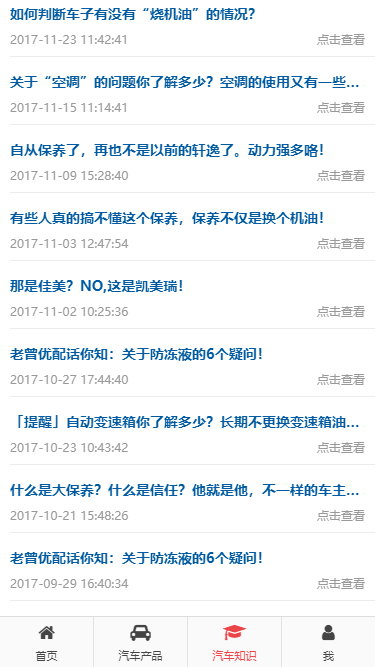 如何判断车子有没有“烧机油”的情况？
2017-11-23 11:42:41 点击查看
关于“空调”的问题你了解多少？空调的使用又有一些...
2017-11-15 11:14:41 点击查看
自从保养了，再也不是以前的轩逸了。动力强多咯！
2017-11-09 15:28:40 点击查看
有些人真的搞不懂这个保养，保养不仅是换个机油！
2017-11-03 12:47:54 点击查看
那是佳美？NO,这是凯美瑞！
2017-11-02 10:25:36 点击查看
老曾优配话你知：关于防冻液的6个疑问！
2017-10-27 17:44:40 点击查看
「提醒」自动变速箱你了解多少？长期不更换变速箱油...
2017-10-23 10:43:42 点击查看
什么是大保养？什么是信任？他就是他，不一样的车主...
2017-10-21 15:48:26 点击查看
老曾优配话你知：关于防冻液的6个疑问！
2017-09-29 16:40:34 点击查看
首页 汽车产品 汽车知识 我